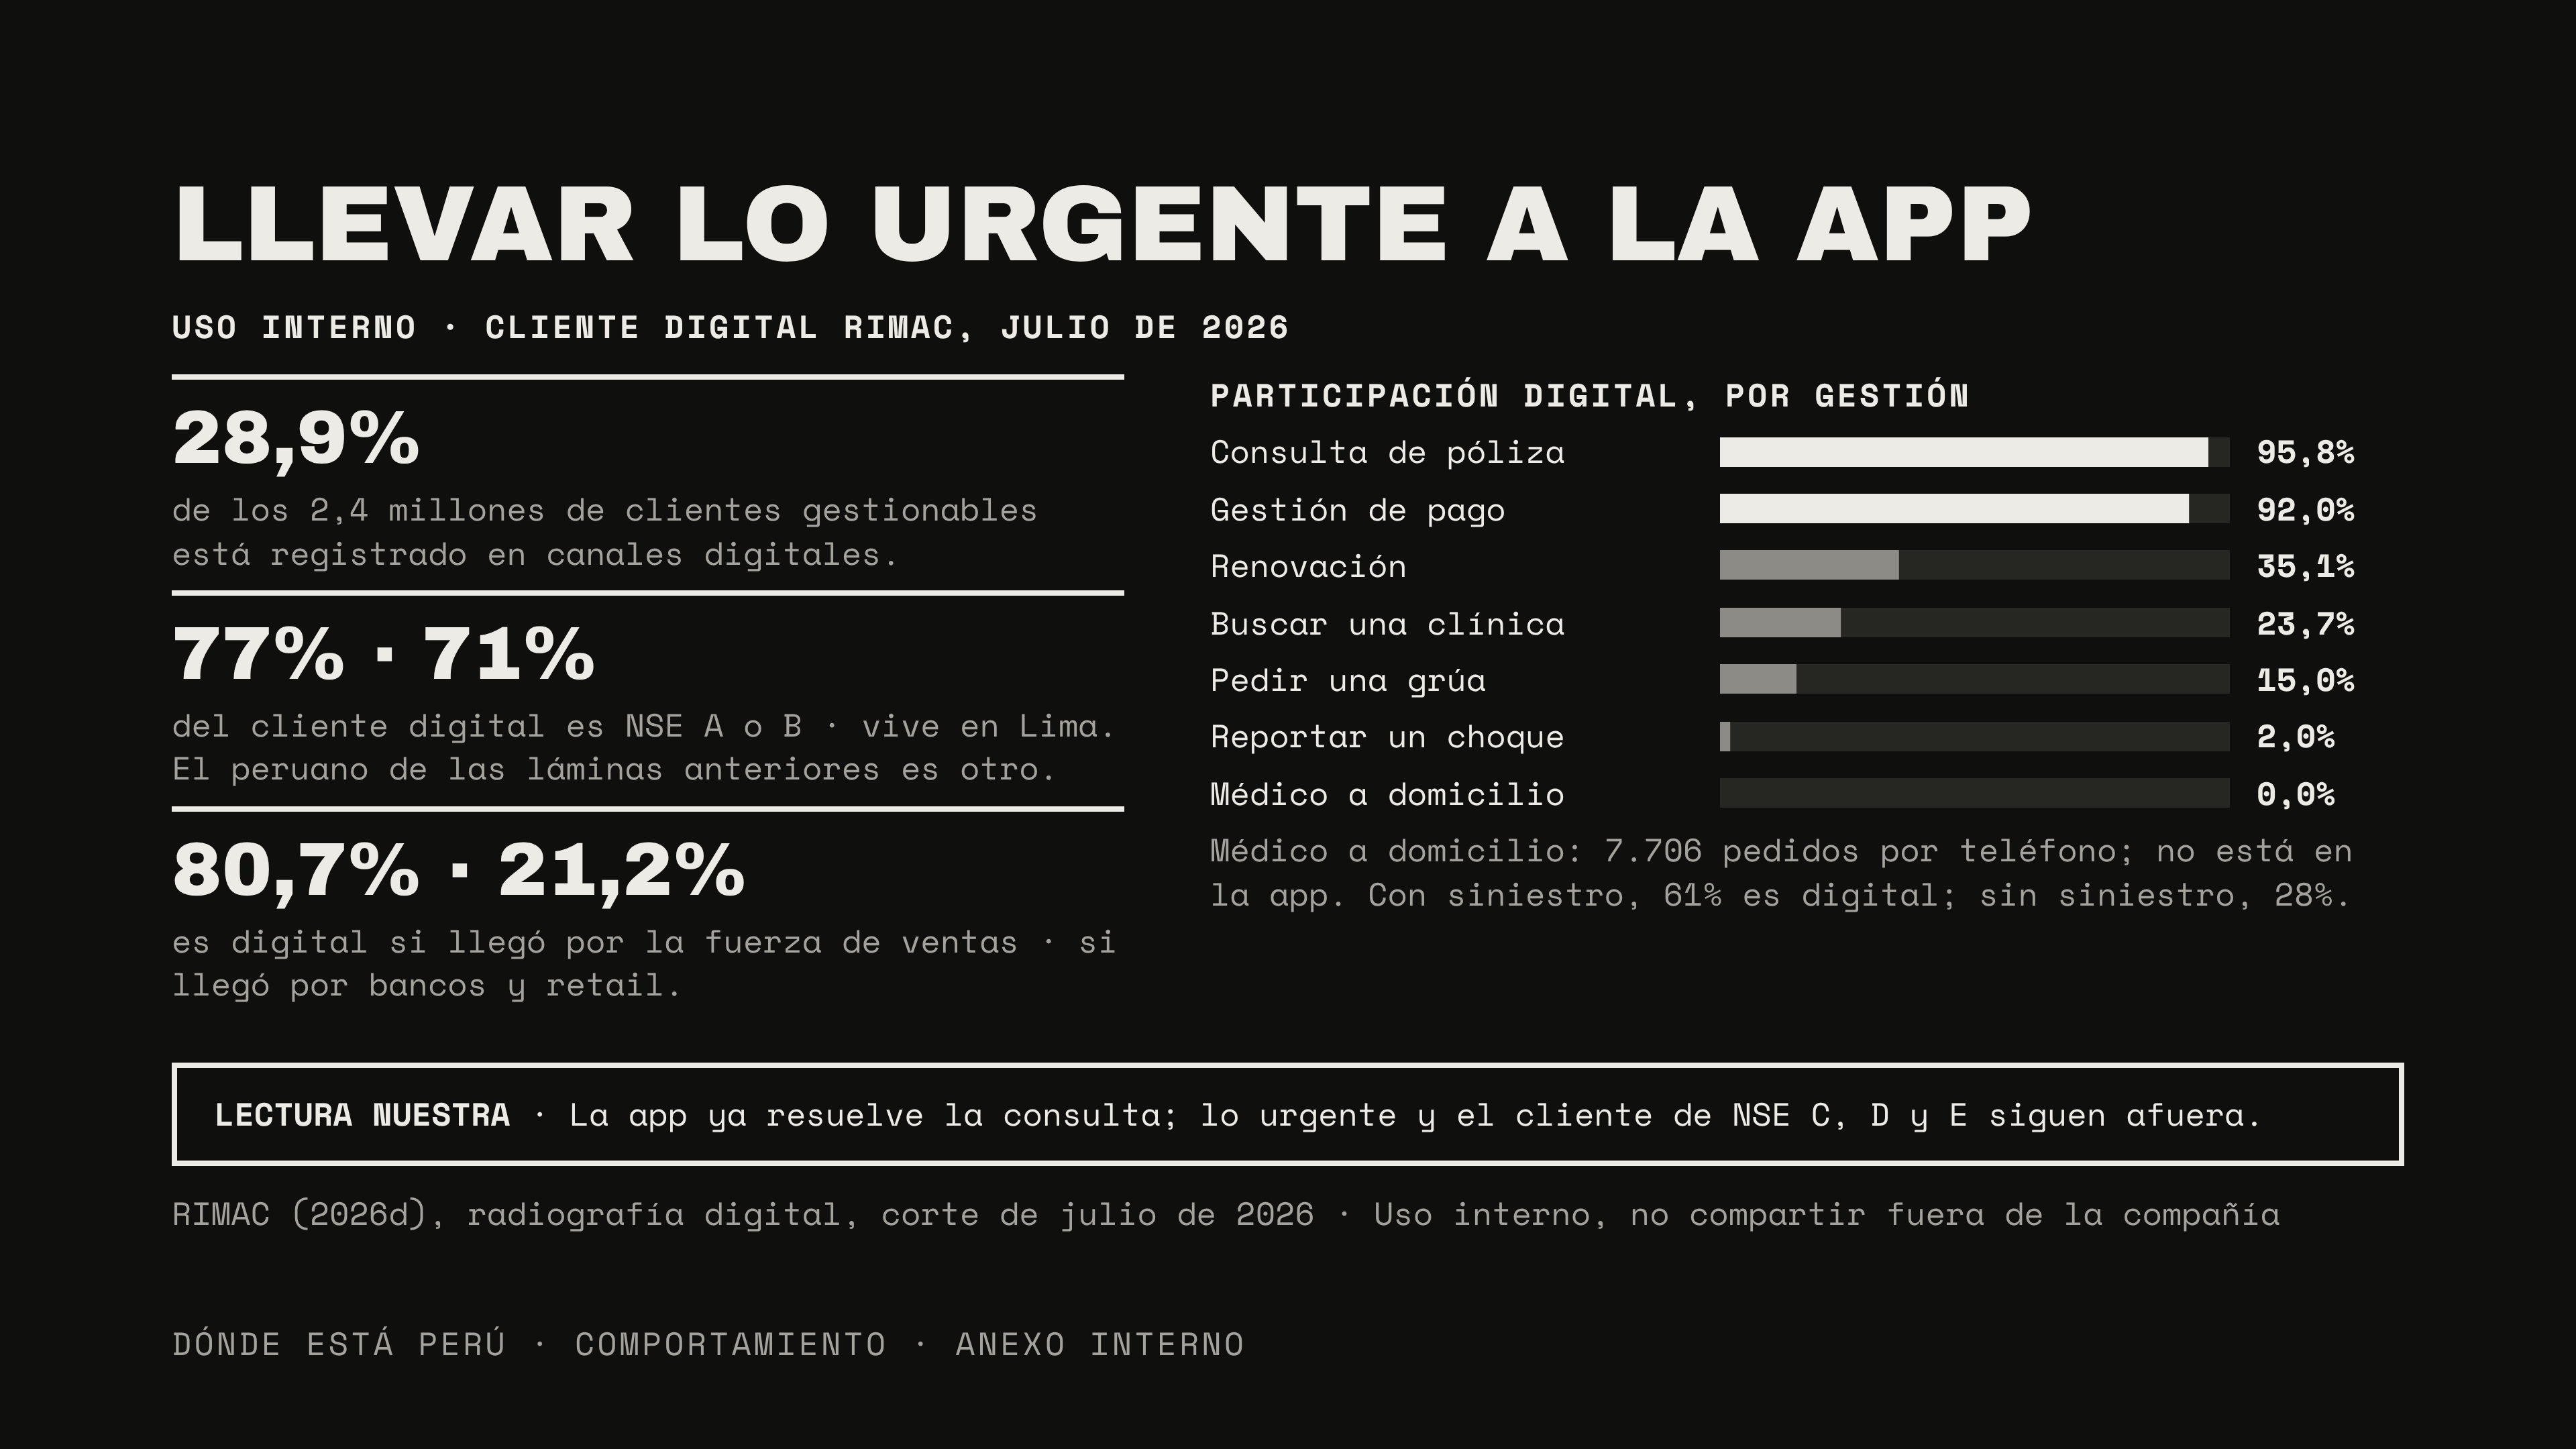 LLEVAR LO URGENTE A LA APP
USO INTERNO · CLIENTE DIGITAL RIMAC, JULIO DE 2026
28,9%
de los 2,4 millones de clientes gestionables
está registrado en canales digitales.
77% · 71%
del cliente digital es NSE A o B · vive en Lima.
El peruano de las láminas anteriores es otro.
80,7% · 21,2%
es digital si llegó por la fuerza de ventas · si
llegó por bancos y retail.
PARTICIPACIÓN DIGITAL, POR GESTIÓN
Consulta de póliza 95,8%
Gestión de pago 92,0%
Renovación 35,1%
Buscar una clínica 23,7%
Pedir una grúa 15,0%
Reportar un choque 2,0%
Médico a domicilio 0,0%
Médico a domicilio: 7.706 pedidos por teléfono; no está en
la app. Con siniestro, 61% es digital; sin siniestro, 28%.
LECTURA NUESTRA · La app ya resuelve la consulta; lo urgente y el cliente de NSE C, D y E siguen afuera.
RIMAC (2026d), radiografía digital, corte de julio de 2026 · Uso interno, no compartir fuera de la compañía
DÓNDE ESTÁ PERÚ · COMPORTAMIENTO · ANEXO INTERNO